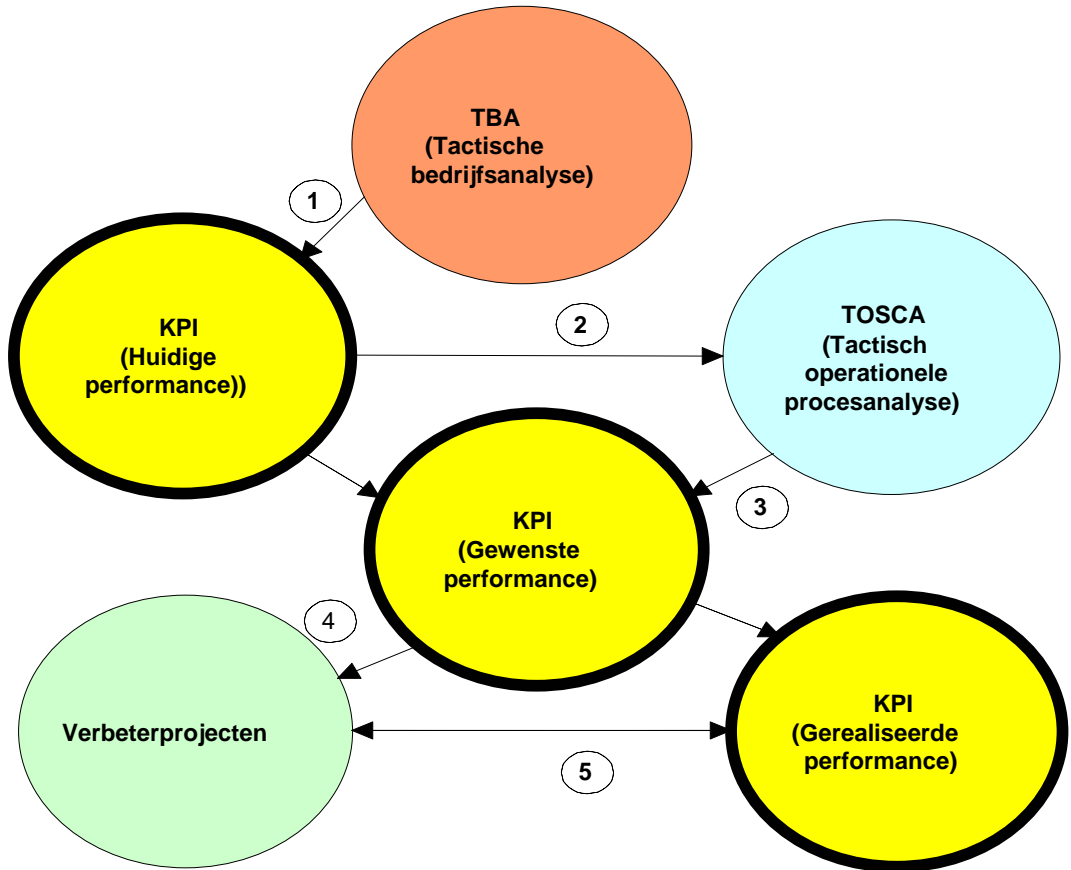 TBA
(Tactische
bedrijfsanalyse)
1
KPI
(Huidige
performance))
2
TOSCA
(Tactisch
operationele
procesanalyse)
3
KPI
(Gewenste
performance)
4
Verbeterprojecten
KPI
(Gerealiseerde
performance)
5